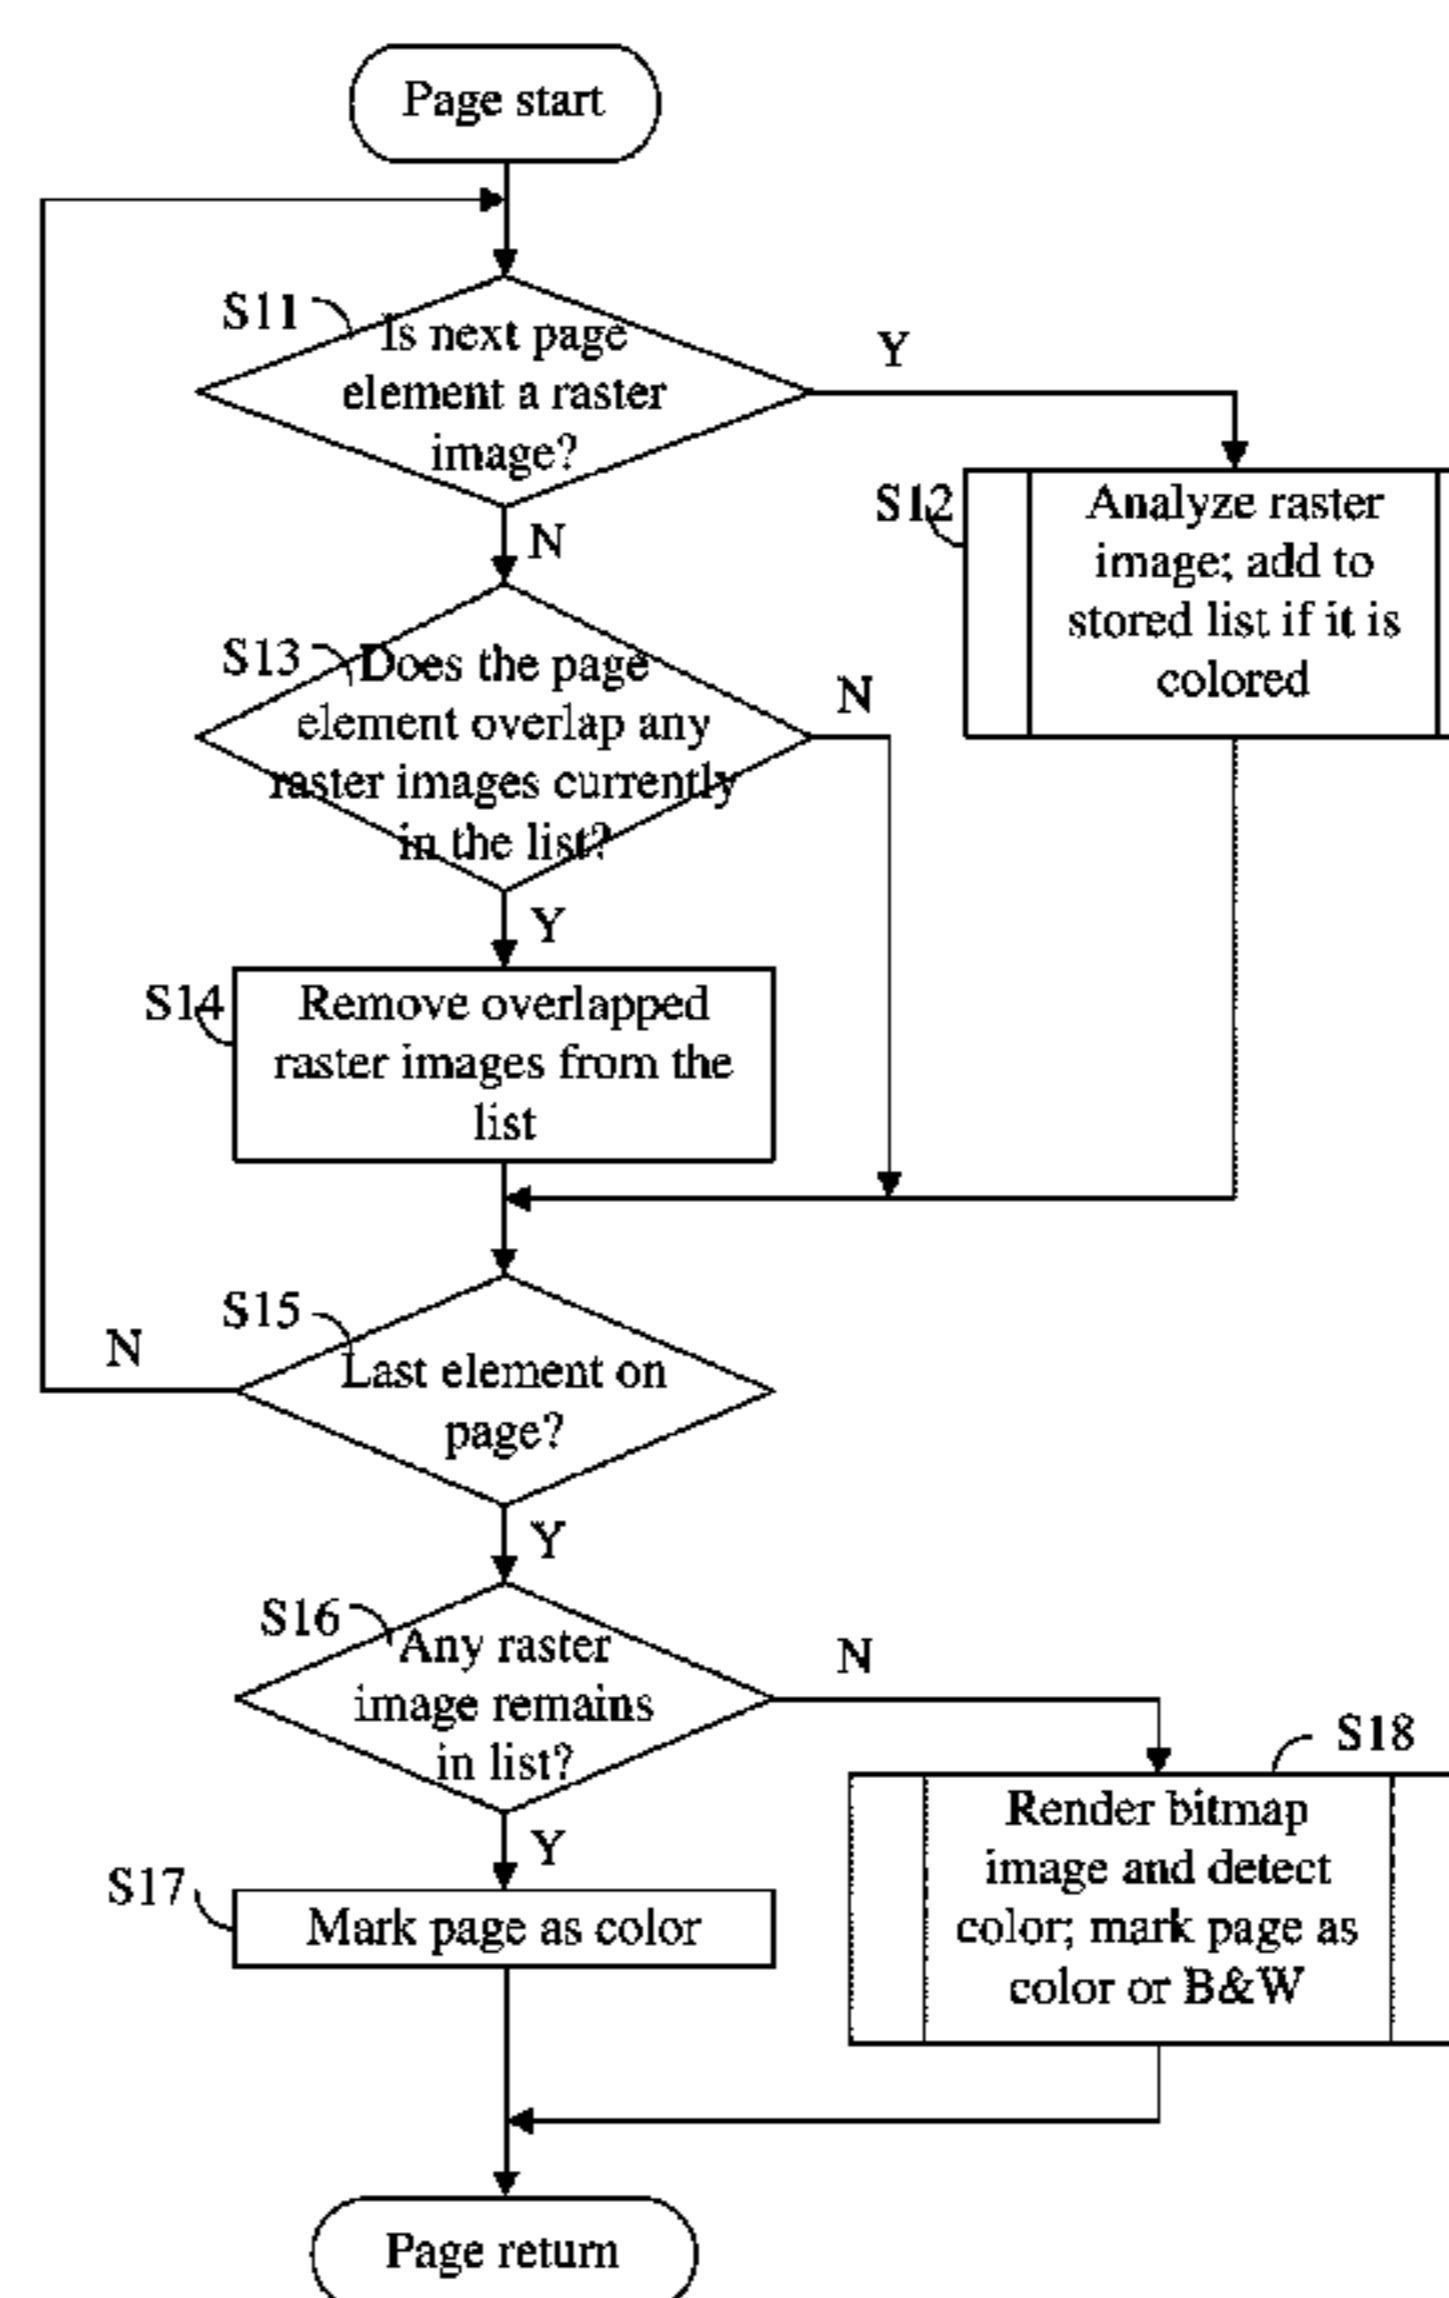 Page start
S11
Is next page
element a raster
image?
Y
N
S12
Analyze raster
image; add to
stored list if it is
colored
S13
Does the page
element overlap any
raster images currently
in the list?
N
Y
S14
Remove overlapped
raster images from the
list
S15
Last element on
page?
N
Y
S16
Any raster
image remains
in list?
N
Y
S18
Render bitmap
image and detect
color; mark page as
color or B&W
S17
Mark page as color
Page return